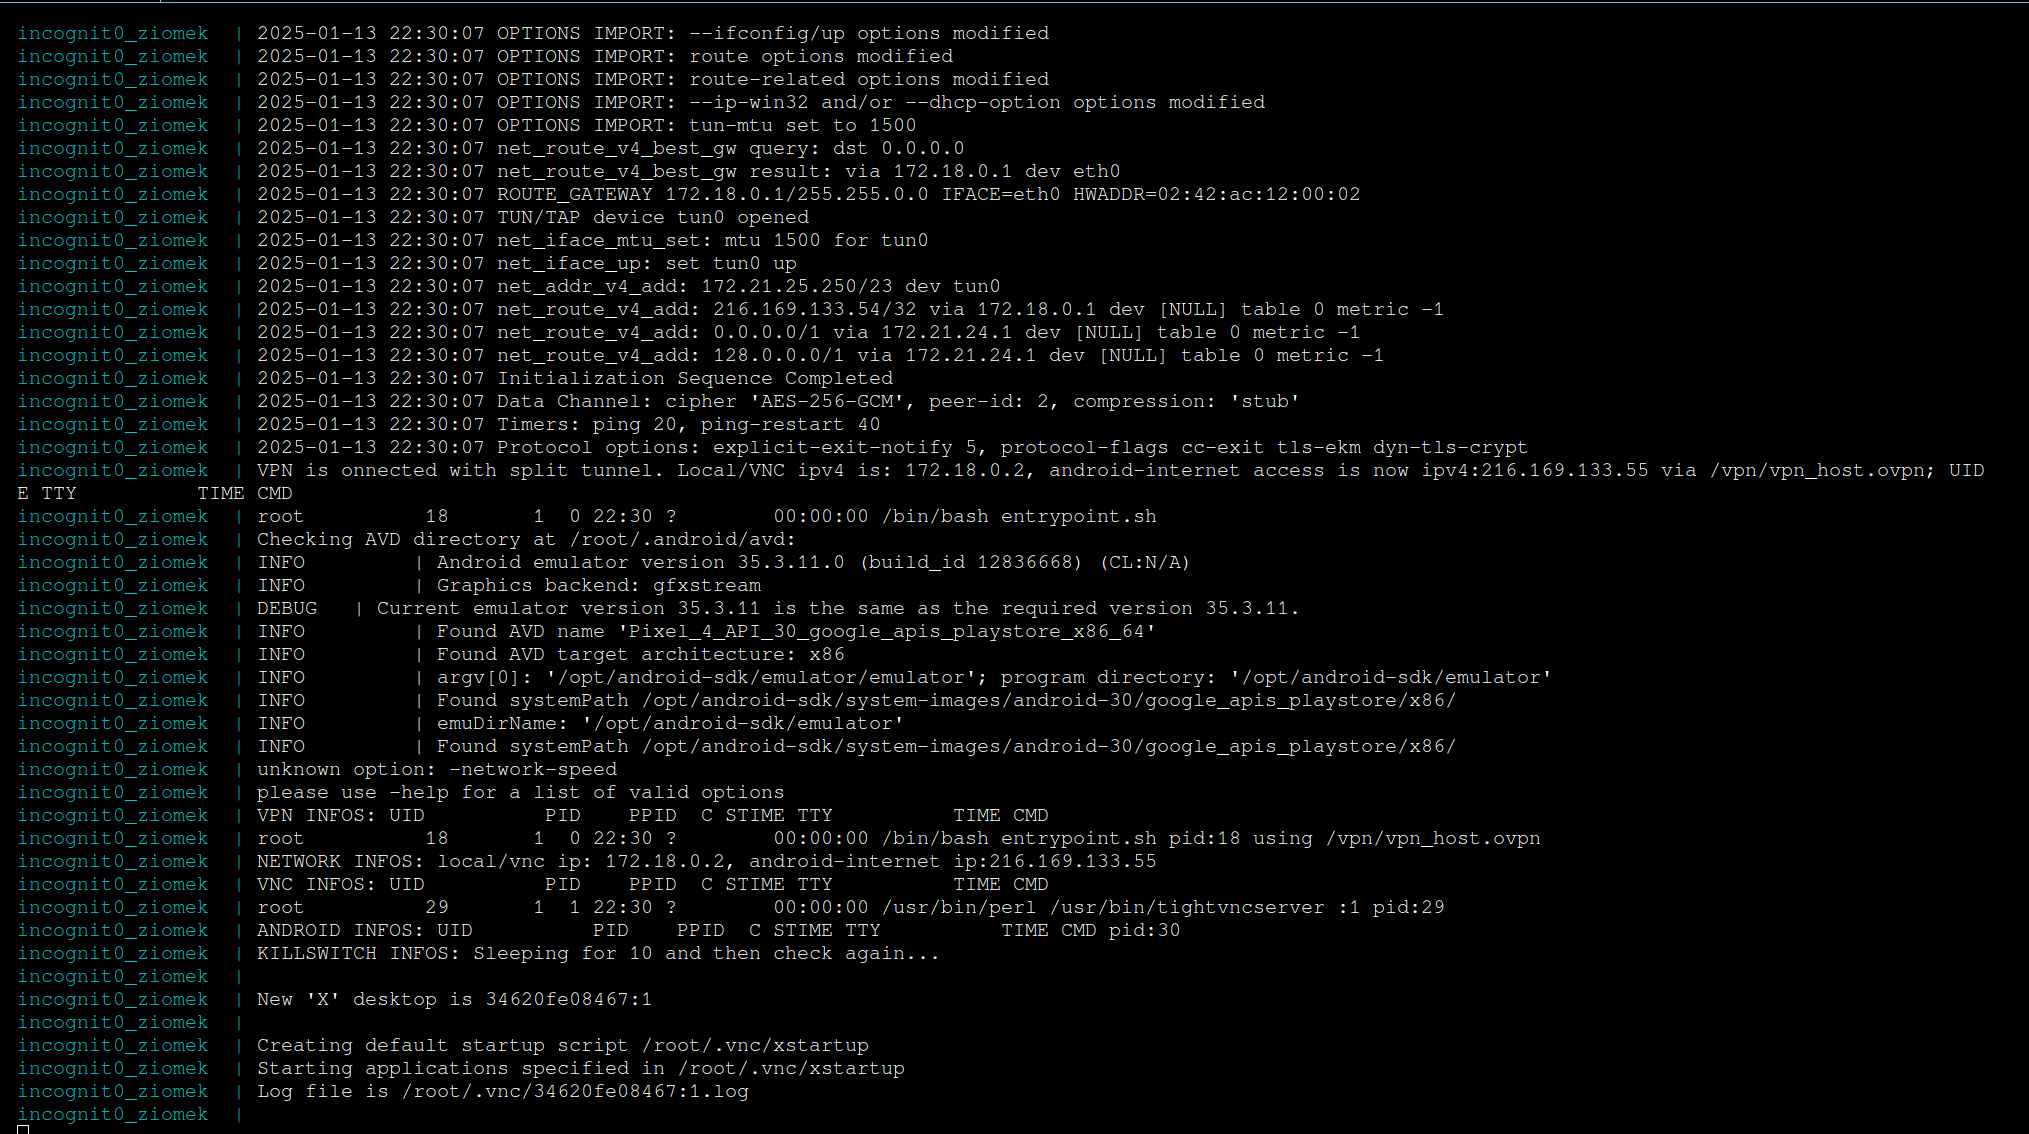 incognit0_ziomek  | 2025-01-13 22:30:07 OPTIONS IMPORT: --ifconfig/up options modified
incognit0_ziomek  | 2025-01-13 22:30:07 OPTIONS IMPORT: route options modified
incognit0_ziomek  | 2025-01-13 22:30:07 OPTIONS IMPORT: route-related options modified
incognit0_ziomek  | 2025-01-13 22:30:07 OPTIONS IMPORT: --ip-win32 and/or --dhcp-option options modified
incognit0_ziomek  | 2025-01-13 22:30:07 OPTIONS IMPORT: tun-mtu set to 1500
incognit0_ziomek  | 2025-01-13 22:30:07 net_route_v4_best_gw query: dst 0.0.0.0
incognit0_ziomek  | 2025-01-13 22:30:07 net_route_v4_best_gw result: via 172.18.0.1 dev eth0
incognit0_ziomek  | 2025-01-13 22:30:07 ROUTE_GATEWAY 172.18.0.1/255.255.0.0 IFACE=eth0 HWADDR=02:42:ac:12:00:02
incognit0_ziomek  | 2025-01-13 22:30:07 TUN/TAP device tun0 opened
incognit0_ziomek  | 2025-01-13 22:30:07 net_iface_mtu_set: mtu 1500 for tun0
incognit0_ziomek  | 2025-01-13 22:30:07 net_iface_up: set tun0 up
incognit0_ziomek  | 2025-01-13 22:30:07 net_addr_v4_add: 172.21.25.250/23 dev tun0
incognit0_ziomek  | 2025-01-13 22:30:07 net_route_v4_add: 216.169.133.54/32 via 172.18.0.1 dev [NULL] table 0 metric -1
incognit0_ziomek  | 2025-01-13 22:30:07 net_route_v4_add: 0.0.0.0/1 via 172.21.24.1 dev [NULL] table 0 metric -1
incognit0_ziomek  | 2025-01-13 22:30:07 net_route_v4_add: 128.0.0.0/1 via 172.21.24.1 dev [NULL] table 0 metric -1
incognit0_ziomek  | 2025-01-13 22:30:07 Initialization Sequence Completed
incognit0_ziomek  | 2025-01-13 22:30:07 Data Channel: cipher 'AES-256-GCM', peer-id: 2, compression: 'stub'
incognit0_ziomek  | 2025-01-13 22:30:07 Timers: ping 20, ping-restart 40
incognit0_ziomek  | 2025-01-13 22:30:07 Protocol options: explicit-exit-notify 5, protocol-flags cc-exit tls-ekm dyn-tls-crypt
incognit0_ziomek  | VPN is onnected with split tunnel. Local/VNC ipv4 is: 172.18.0.2, android-internet access is now ipv4:216.169.133.55 via /vpn/vpn_host.ovpn; UID
E TTY          TIME CMD
incognit0_ziomek  | root          18       1  0 22:30 ?        00:00:00 /bin/bash entrypoint.sh
incognit0_ziomek  | Checking AVD directory at /root/.android/avd:
incognit0_ziomek  | INFO         | Android emulator version 35.3.11.0 (build_id 12836668) (CL:N/A)
incognit0_ziomek  | INFO         | Graphics backend: gfxstream
incognit0_ziomek  | DEBUG   | Current emulator version 35.3.11 is the same as the required version 35.3.11.
incognit0_ziomek  | INFO         | Found AVD name 'Pixel_4_API_30_google_apis_playstore_x86_64'
incognit0_ziomek  | INFO         | Found AVD target architecture: x86
incognit0_ziomek  | INFO         | argv[0]: '/opt/android-sdk/emulator/emulator'; program directory: '/opt/android-sdk/emulator'
incognit0_ziomek  | INFO         | Found systemPath /opt/android-sdk/system-images/android-30/google_apis_playstore/x86/
incognit0_ziomek  | INFO         | emuDirName: '/opt/android-sdk/emulator'
incognit0_ziomek  | INFO         | Found systemPath /opt/android-sdk/system-images/android-30/google_apis_playstore/x86/
incognit0_ziomek  | unknown option: -network-speed
incognit0_ziomek  | please use -help for a list of valid options
incognit0_ziomek  | VPN INFOS: UID          PID    PPID  C STIME TTY          TIME CMD
incognit0_ziomek  | root          18       1  0 22:30 ?        00:00:00 /bin/bash entrypoint.sh pid:18 using /vpn/vpn_host.ovpn
incognit0_ziomek  | NETWORK INFOS: local/vnc ip: 172.18.0.2, android-internet ip:216.169.133.55
incognit0_ziomek  | VNC INFOS: UID          PID    PPID  C STIME TTY          TIME CMD
incognit0_ziomek  | root          29       1  1 22:30 ?        00:00:00 /usr/bin/perl /usr/bin/tightvncserver :1 pid:29
incognit0_ziomek  | ANDROID INFOS: UID          PID    PPID  C STIME TTY          TIME CMD pid:30
incognit0_ziomek  | KILLSWITCH INFOS: Sleeping for 10 and then check again...
incognit0_ziomek  |
incognit0_ziomek  | New 'X' desktop is 34620fe08467:1
incognit0_ziomek  |
incognit0_ziomek  | Creating default startup script /root/.vnc/xstartup
incognit0_ziomek  | Starting applications specified in /root/.vnc/xstartup
incognit0_ziomek  | Log file is /root/.vnc/34620fe08467:1.log
incognit0_ziomek  |